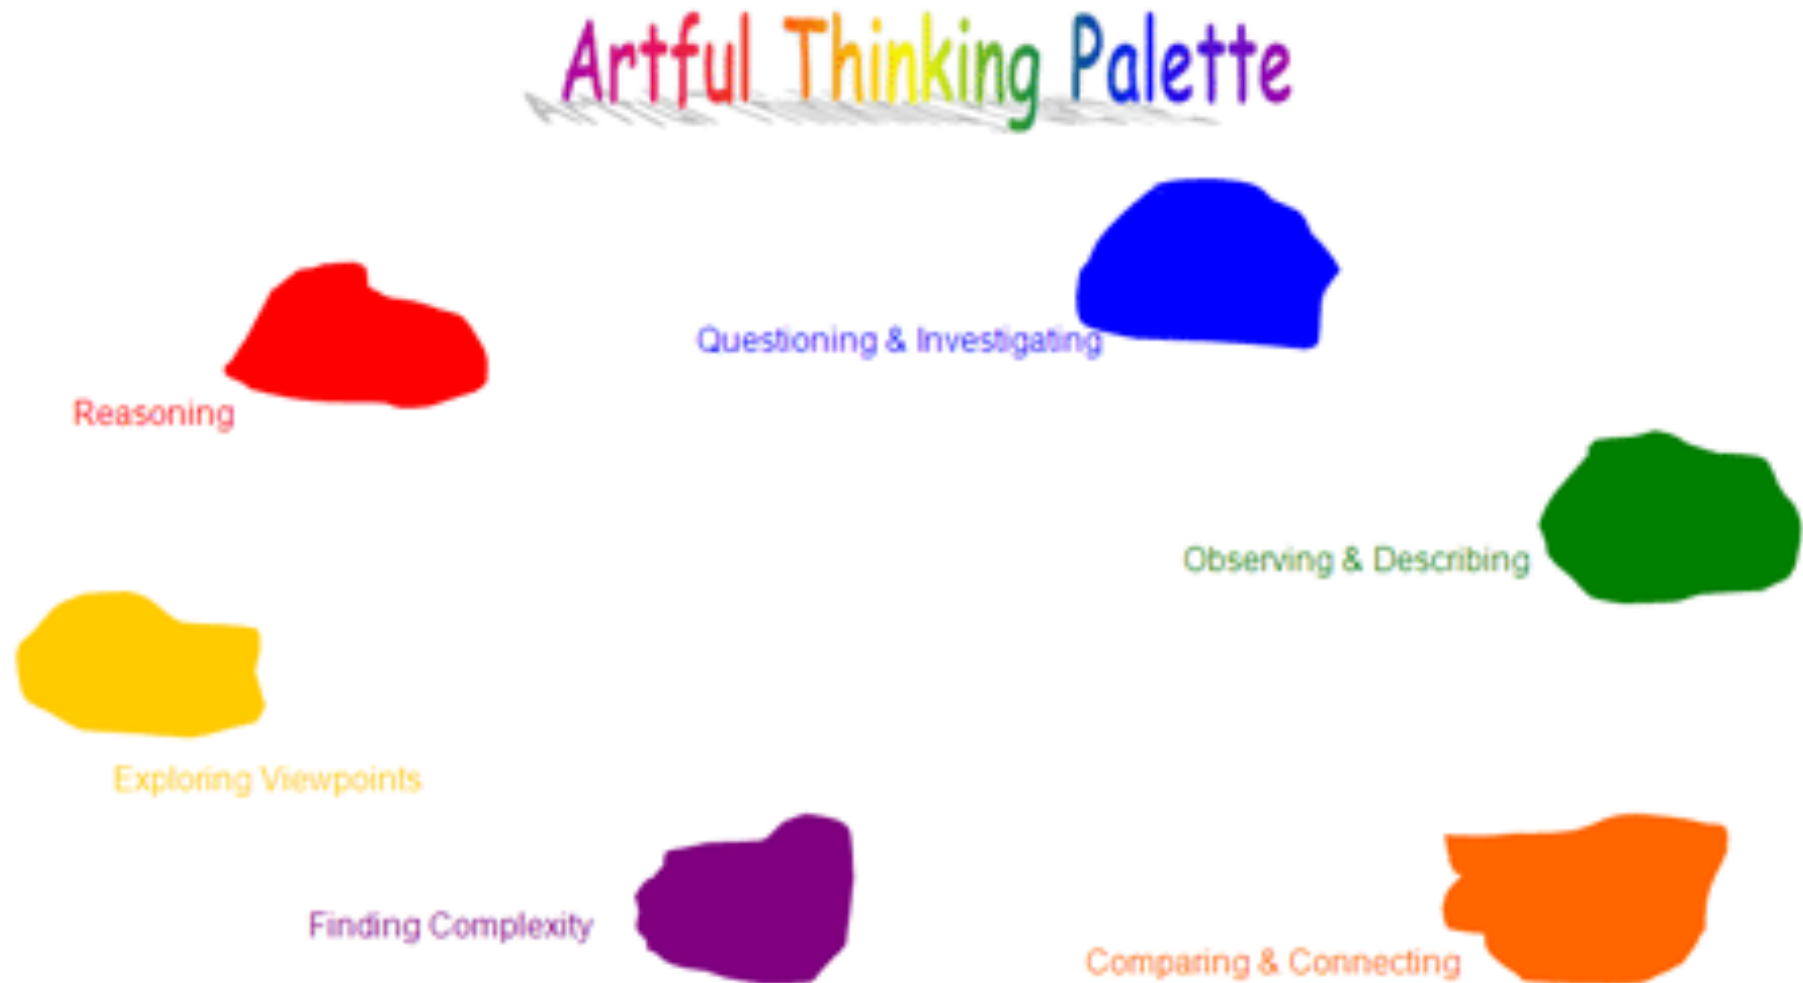 Artful Thinking Palette
Questioning & Investigating
Reasoning
Observing & Describing
Exploring Viewpoints
Finding Complexity
Comparing & Connecting